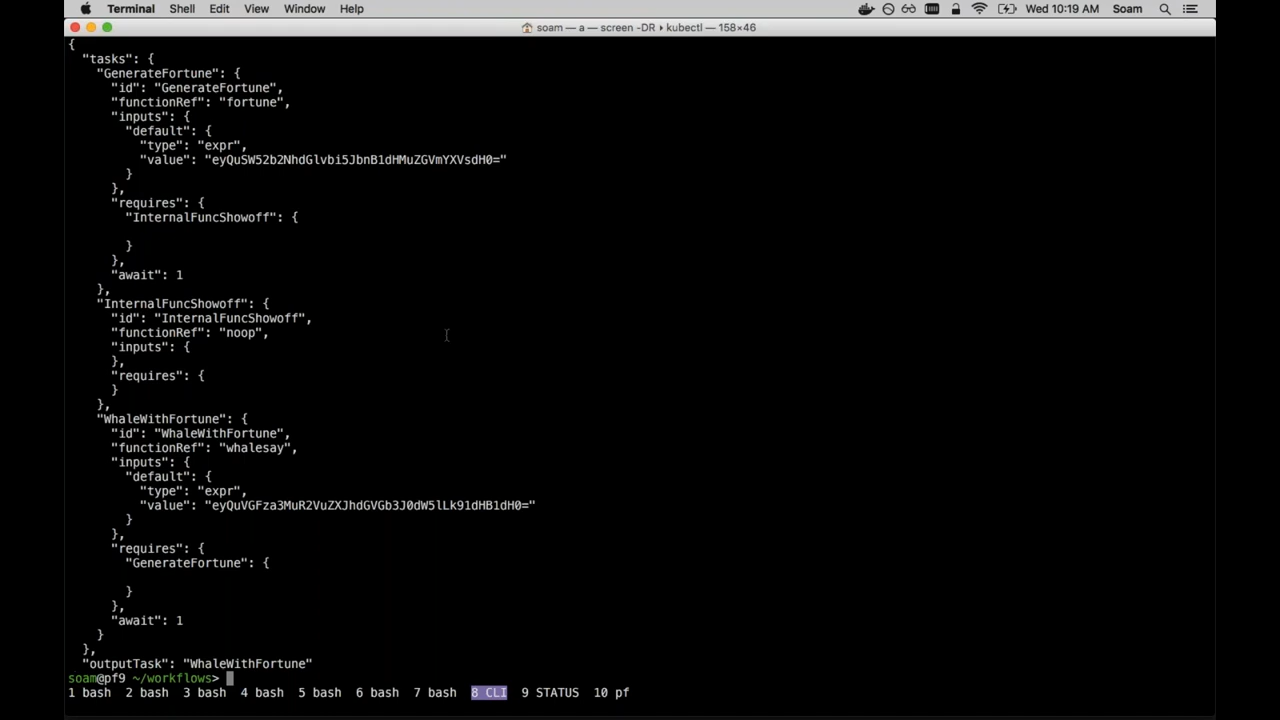 Terminal Shell Edit View Window Help Wed 10:19 AM Soam
soam — a — screen -DR ▸ kubectl — 158×46
{
"tasks": {
"GenerateFortune": {
"id": "GenerateFortune",
"functionRef": "fortune",
"inputs": {
"default": {
"type": "expr",
"value": "eyQuSW52b2NhdGlvbi5JbnB1dHMuZGVmYXVsdH0="
}
},
"requires": {
"InternalFuncShowoff": {
}
},
"await": 1
},
"InternalFuncShowoff": {
"id": "InternalFuncShowoff",
"functionRef": "noop",
"inputs": {
},
"requires": {
}
},
"WhaleWithFortune": {
"id": "WhaleWithFortune",
"functionRef": "whalesay",
"inputs": {
"default": {
"type": "expr",
"value": "eyQuVGFza3MuR2VuZXJhdGVGb3J0dW5lLk91dHB1dH0="
}
},
"requires": {
"GenerateFortune": {
}
},
"await": 1
}
},
"outputTask": "WhaleWithFortune"
soam@pf9 ~/workflows>
1 bash 2 bash 3 bash 4 bash 5 bash 6 bash 7 bash 8 CLI 9 STATUS 10 pf